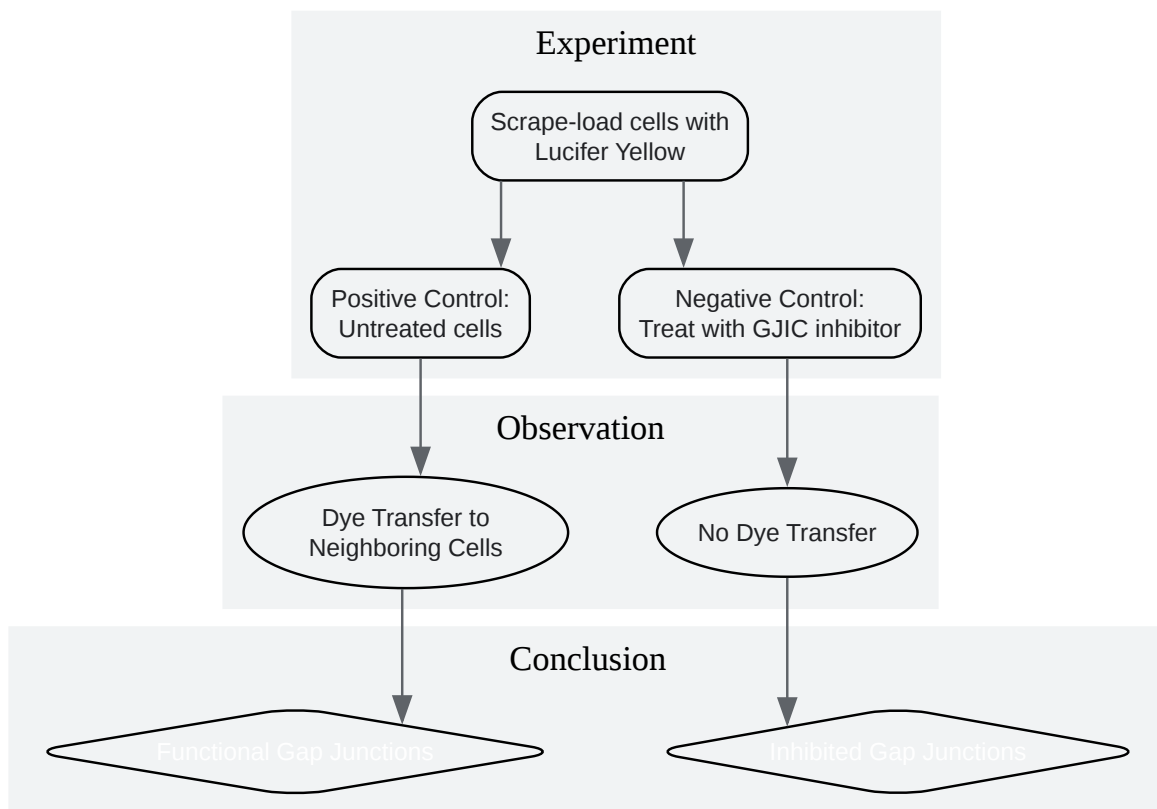 Experiment
Scrape-load cells with
Lucifer Yellow
Positive Control:
Untreated cells
Negative Control:
Treat with GJIC inhibitor
Observation
Dye Transfer to
Neighboring Cells
No Dye Transfer
Conclusion
Functional Gap Junctions
Inhibited Gap Junctions